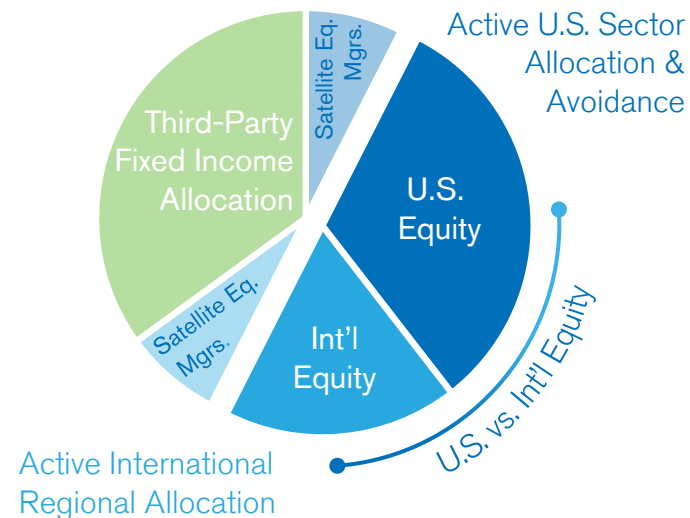 Active U.S. Sector
Allocation &
Avoidance
Satellite Eq.
Mgrs.
Third-Party
Fixed Income
Allocation
U.S.
Equity
Satellite Eq.
Mgrs.
Int'l
Equity
U.S. vs. Int'l Equity
Active International
Regional Allocation